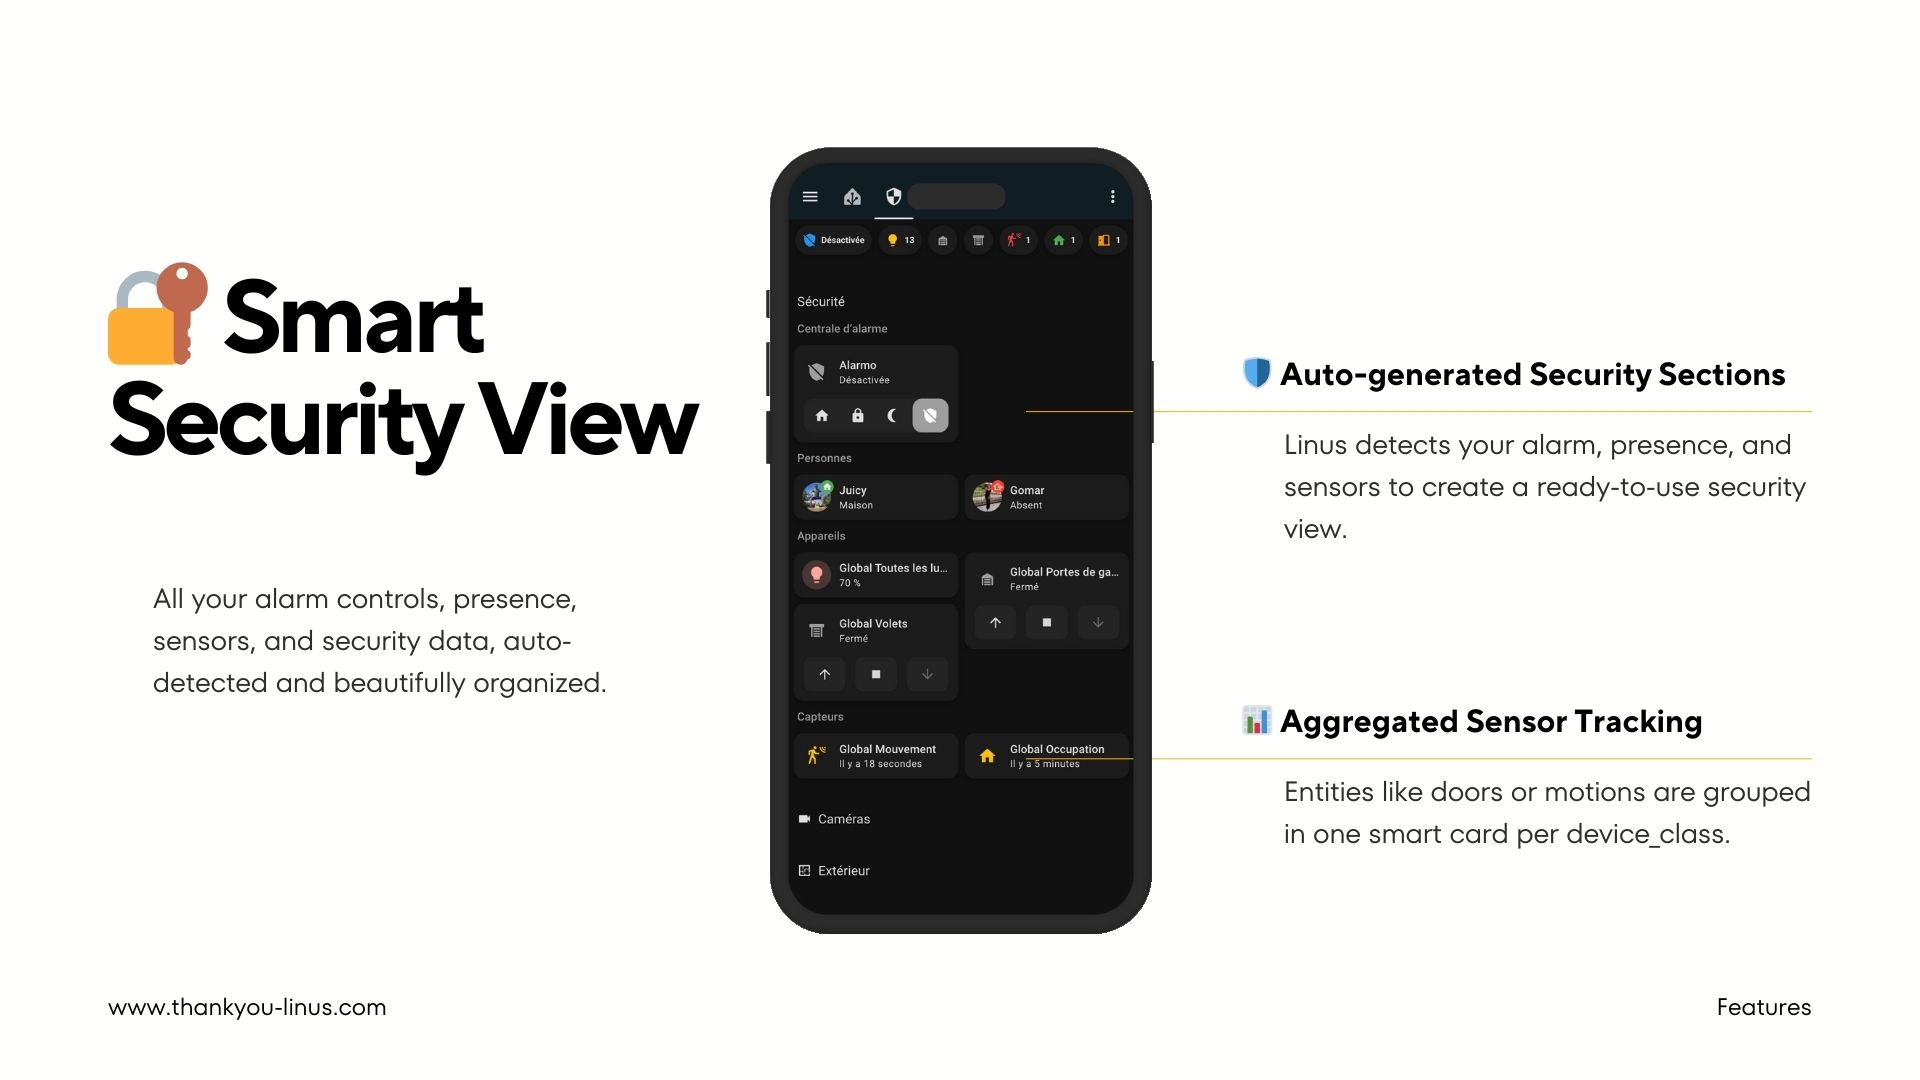 Smart
Security View
All your alarm controls, presence,
sensors, and security data, auto-
detected and beautifully organized.
Désactivée
13
1
1
1
Sécurité
Centrale d'alarme
Alarmo
Désactivée
Personnes
Juicy
Maison
Gomar
Absent
Appareils
Global Toutes les lu...
70 %
Global Portes de ga...
Fermé
Global Volets
Fermé
Capteurs
Global Mouvement
Il y a 18 secondes
Global Occupation
Il y a 5 minutes
Caméras
Extérieur
Auto-generated Security Sections
Linus detects your alarm, presence, and
sensors to create a ready-to-use security
view.
Aggregated Sensor Tracking
Entities like doors or motions are grouped
in one smart card per device_class.
www.thankyou-linus.com
Features